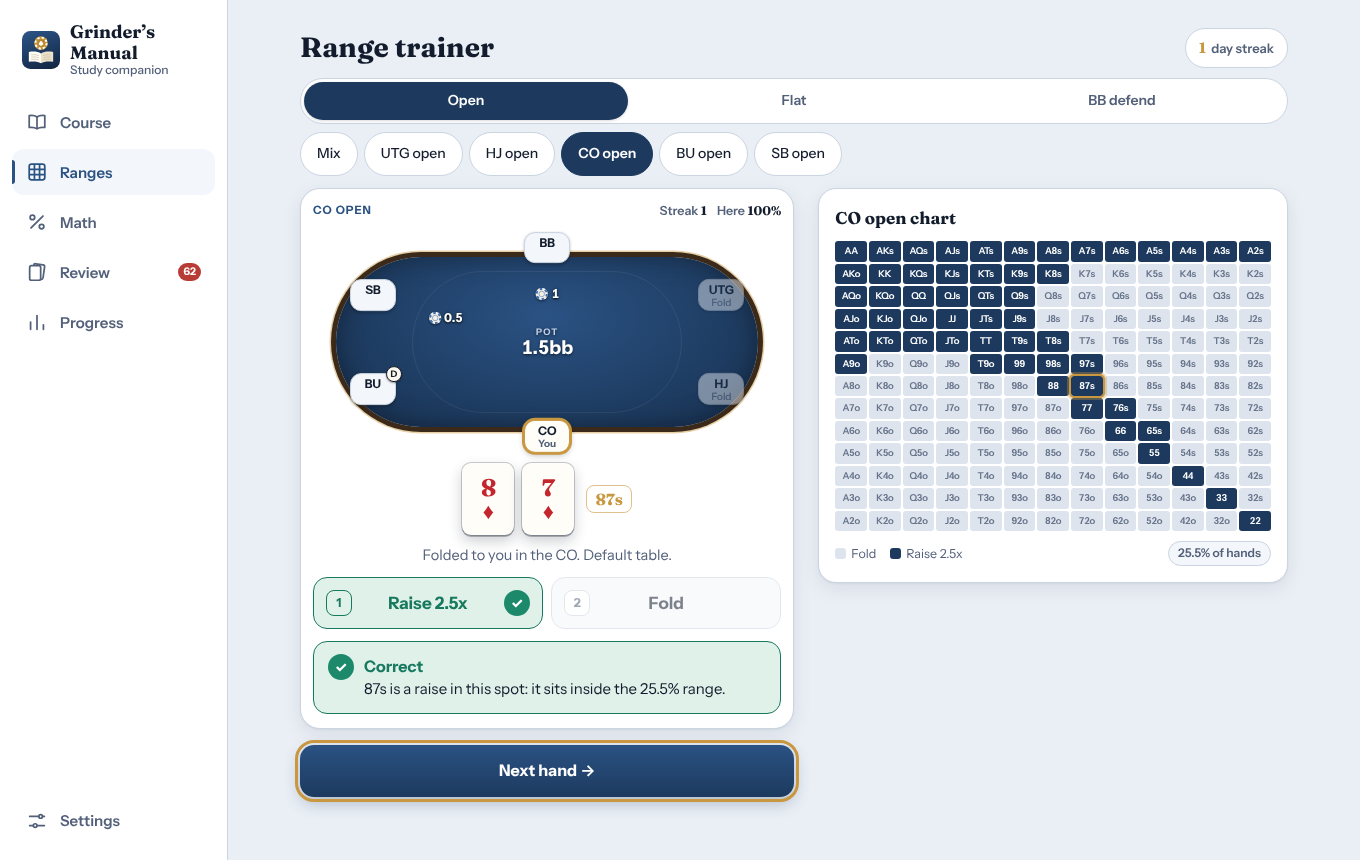 Grinder’s
Manual
Study companion
Course
Ranges
Math
Review 62
Progress
Settings
Range trainer
1 day streak
Open Flat BB defend
Mix UTG open HJ open CO open BU open SB open
CO OPEN Streak 1 Here 100%
BB
SB
UTG
Fold
1
0.5
POT
1.5bb
BU
D
HJ
Fold
CO
You
8 7 87s
Folded to you in the CO. Default table.
1 Raise 2.5x
2 Fold
Correct
87s is a raise in this spot: it sits inside the 25.5% range.
Next hand →
CO open chart
AA AKs AQs AJs ATs A9s A8s A7s A6s A5s A4s A3s A2s
AKo KK KQs KJs KTs K9s K8s K7s K6s K5s K4s K3s K2s
AQo KQo QQ QJs QTs Q9s Q8s Q7s Q6s Q5s Q4s Q3s Q2s
AJo KJo QJo JJ JTs J9s J8s J7s J6s J5s J4s J3s J2s
ATo KTo QTo JTo TT T9s T8s T7s T6s T5s T4s T3s T2s
A9o K9o Q9o J9o T9o 99 98s 97s 96s 95s 94s 93s 92s
A8o K8o Q8o J8o T8o 98o 88 87s 86s 85s 84s 83s 82s
A7o K7o Q7o J7o T7o 97o 87o 77 76s 75s 74s 73s 72s
A6o K6o Q6o J6o T6o 96o 86o 76o 66 65s 64s 63s 62s
A5o K5o Q5o J5o T5o 95o 85o 75o 65o 55 54s 53s 52s
A4o K4o Q4o J4o T4o 94o 84o 74o 64o 54o 44 43s 42s
A3o K3o Q3o J3o T3o 93o 83o 73o 63o 53o 43o 33 32s
A2o K2o Q2o J2o T2o 92o 82o 72o 62o 52o 42o 32o 22
Fold Raise 2.5x 25.5% of hands